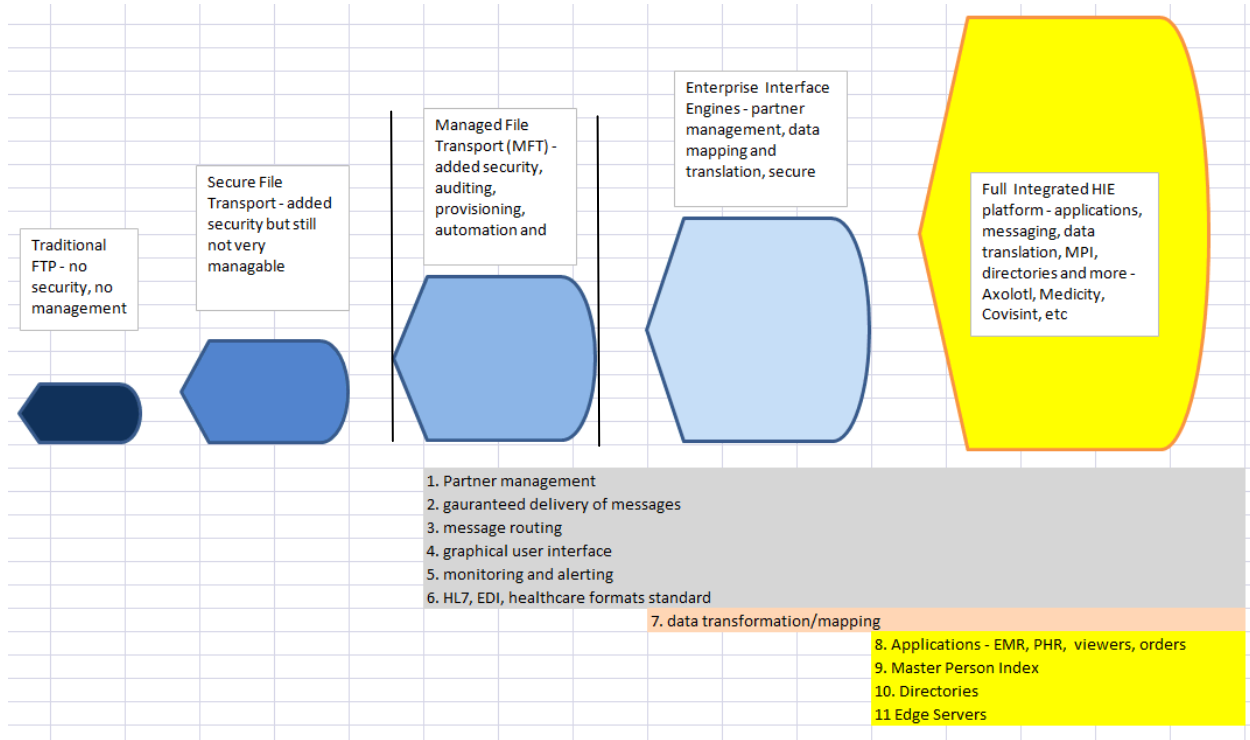 Traditional
FTP - no
security, no
management
Secure File
Transport - added
security but still
not very
managable
Managed File
Transport (MFT) -
added security,
auditing,
provisioning,
automation and
Enterprise Interface
Engines - partner
management, data
mapping and
translation, secure
Full Integrated HIE
platform - applications,
messaging, data
translation, MPI,
directories and more -
Axolotl, Medicity,
Covisint, etc
1. Partner management
2. gauranteed delivery of messages
3. message routing
4. graphical user interface
5. monitoring and alerting
6. HL7, EDI, healthcare formats standard
7. data transformation/mapping
8. Applications - EMR, PHR, viewers, orders
9. Master Person Index
10. Directories
11 Edge Servers